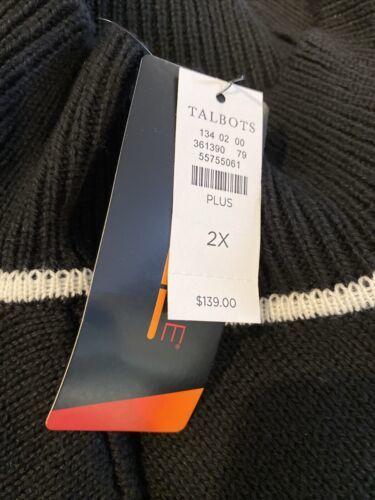 TALBOTS
134 02 00
361390 79
55755061
PLUS
2X
$139.00
E®